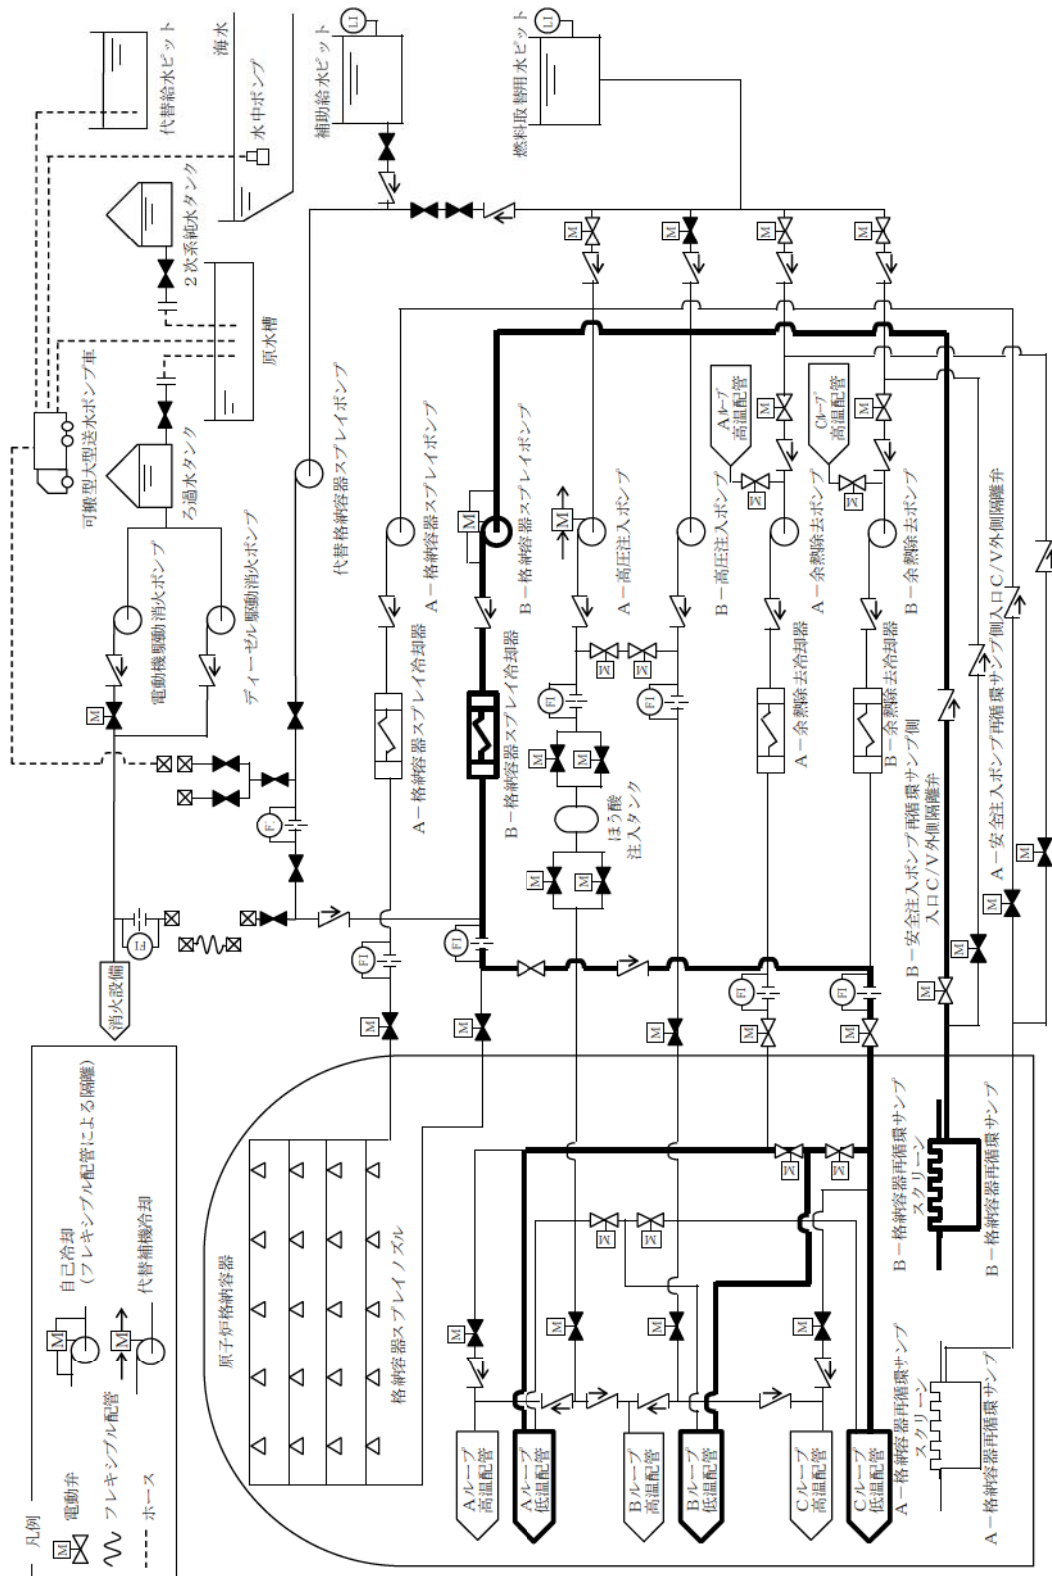 凡例
電動弁
フレキシブル配管
ホース
自己冷却
(フレキシブル配管による隔離)
代替補機冷却
M
消火設備
FI
電動機駆動消火ポンプ
ディーゼル駆動消火ポンプ
ろ過水タンク
可搬型大型送水ポンプ車
原水槽
2次系純水タンク
代替給水ピット
海水
水中ポンプ
補助給水ピット
LI
燃料取替用水ピット
LI
代替格納容器スプレイポンプ
A-格納容器スプレイポンプ
B-格納容器スプレイポンプ
A-高圧注入ポンプ
B-高圧注入ポンプ
A-余熱除去ポンプ
B-余熱除去ポンプ
Aループ
高温配管
Cループ
高温配管
A-格納容器スプレイ冷却器
B-格納容器スプレイ冷却器
ほう酸
注入タンク
A-余熱除去冷却器
B-余熱除去冷却器
B-安全注入ポンプ再循環サンプ側
入口C/V外側隔離弁
A-安全注入ポンプ再循環サンプ側入口C/V外側隔離弁
原子炉格納容器
格納容器スプレイノズル
Aループ
高温配管
Aループ
低温配管
Bループ
高温配管
Bループ
低温配管
Cループ
高温配管
Cループ
低温配管
B-格納容器再循環サンプ
スクリーン
B-格納容器再循環サンプ
A-格納容器再循環サンプ
スクリーン
A-格納容器再循環サンプ